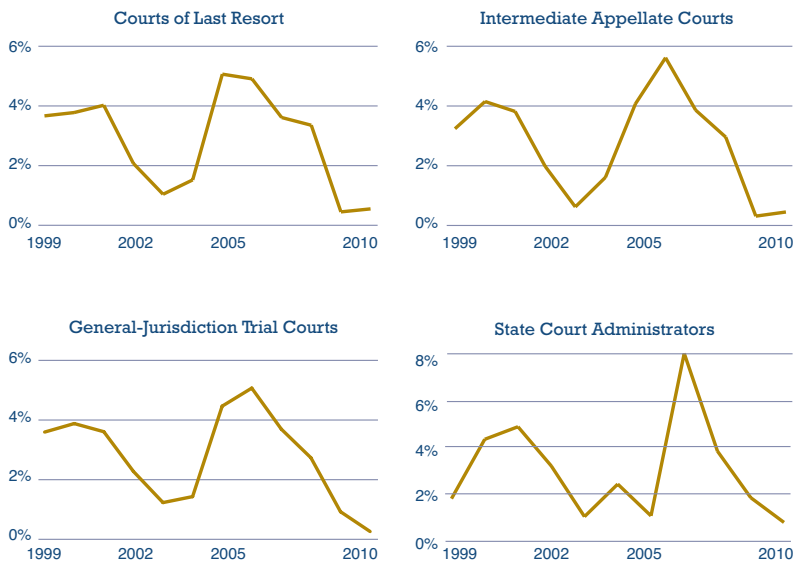 Courts of Last Resort
6%
4%
2%
0%
1999 2002 2005 2010
Intermediate Appellate Courts
6%
4%
2%
0%
1999 2002 2005 2010
General-Jurisdiction Trial Courts
6%
4%
2%
0%
1999 2002 2005 2010
State Court Administrators
8%
6%
4%
2%
0%
1999 2002 2005 2010